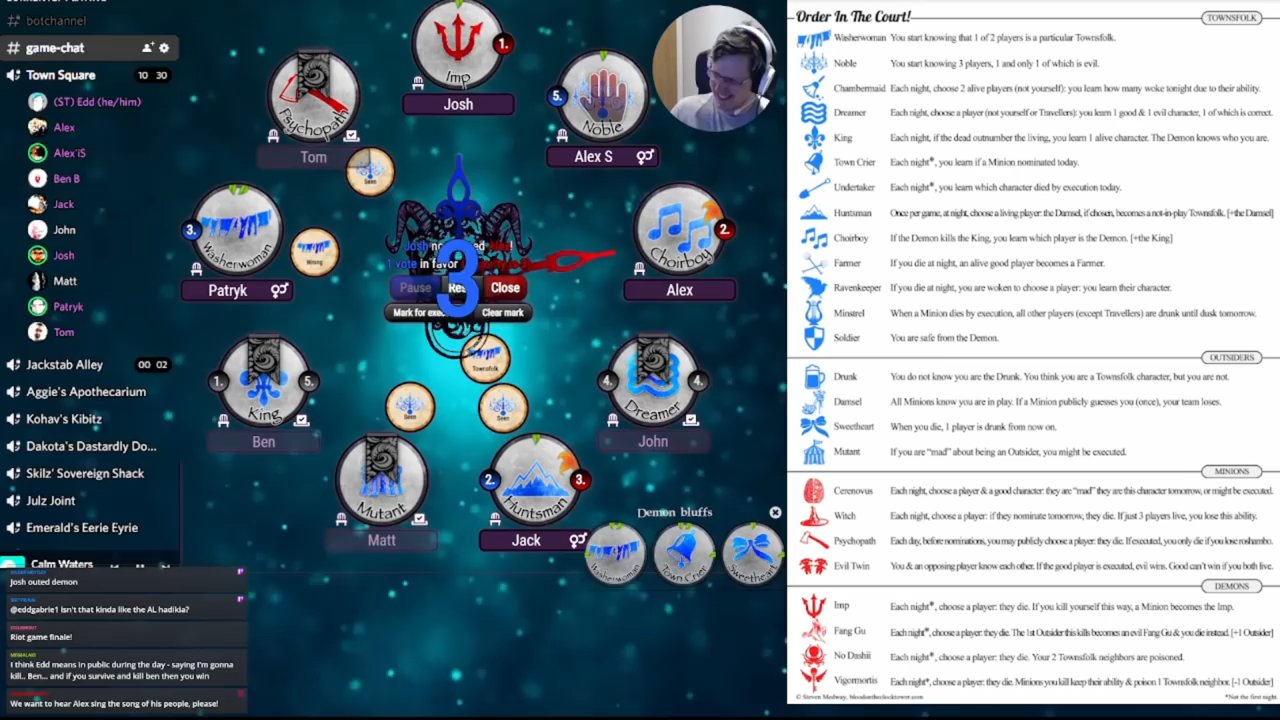 botchannel
game-chat
Town Square
(ST) Edd (he/him)
Alex
Alex S
Ben B
Jack
John
Josh
Matt
Patryk
Tom
Jackson's Alley
02
Aero's Atrium
Kohav's Kithara
Dakota's Dastardly
Skilz' Sovereign Shack
Julz Joint
Emerald's Eerie Eyrie
Josh outed demon
@eddgabrie1 Isn't that kinda like the AL hadikia?
Riot game finale!
I think Edd means in public during the day - saying I'm gonna
kill Ben and if you can keep him alive then you win
We want to hear Alex sing the choirboy song please!
Imp
1.
Josh
Tom
5.
Noble
Alex S
3.
Washerwoman
Patryk
Wrong
Seen
2.
Choirboy
Alex
1 vote in favor
3
Pause
Close
Clear mark
Townsfolk
1.
King
5.
Ben
4.
Dreamer
4.
John
Seen
Mutant
Matt
2.
Huntsman
3.
Jack
Demon bluffs
Order In The Court!
TOWNSFOLK
Washerwoman You start knowing that 1 of 2 players is a particular Townsfolk.
Noble You start knowing 3 players, 1 and only 1 of which is evil.
Chambermaid Each night, choose 2 alive players (not yourself): you learn how many woke tonight due to their ability.
Dreamer Each night, choose a player (not yourself or Travellers): you learn 1 good & 1 evil character, 1 of which is correct.
King Each night, if the dead outnumber the living, you learn 1 alive character. The Demon knows who you are.
Town Crier Each night*, you learn if a Minion nominated today.
Undertaker Each night*, you learn which character died by execution today.
Huntsman Once per game, at night, choose a living player: the Damsel, if chosen, becomes a not-in-play Townsfolk. [+the Damsel]
Choirboy If the Demon kills the King, you learn which player is the Demon. [+the King]
Farmer If you die at night, an alive good player becomes a Farmer.
Ravenkeeper If you die at night, you are woken to choose a player: you learn their character.
Minstrel When a Minion dies by execution, all other players (except Travellers) are drunk until dusk tomorrow.
Soldier You are safe from the Demon.
OUTSIDERS
Drunk You do not know you are the Drunk. You think you are a Townsfolk character, but you are not.
Damsel All Minions know you are in play. If a Minion publicly guesses you (once), your team loses.
Sweetheart When you die, 1 player is drunk from now on.
Mutant If you are "mad" about being an Outsider, you might be executed.
MINIONS
Cerenovus Each night, choose a player & a good character: they are "mad" they are this character tomorrow, or might be executed.
Witch Each night, choose a player: if they nominate tomorrow, they die. If just 3 players live, you lose this ability.
Psychopath Each day, before nominations, you may publicly choose a player: they die. If executed, you only die if you lose roshambo.
Evil Twin You & an opposing player know each other. If the good player is executed, evil wins. Good can't win if you both live.
DEMONS
Imp Each night*, choose a player: they die. If you kill yourself this way, a Minion becomes the Imp.
Fang Gu Each night*, choose a player: they die. The 1st Outsider this kills becomes an evil Fang Gu & you die instead. [+1 Outsider]
No Dashii Each night*, choose a player: they die. Your 2 Townsfolk neighbors are poisoned.
Vigormortis Each night*, choose a player: they die. Minions you kill keep their ability & poison 1 Townsfolk neighbor. [-1 Outsider]
© Steven Medway, bloodontheclocktower.com
*Not the first night.